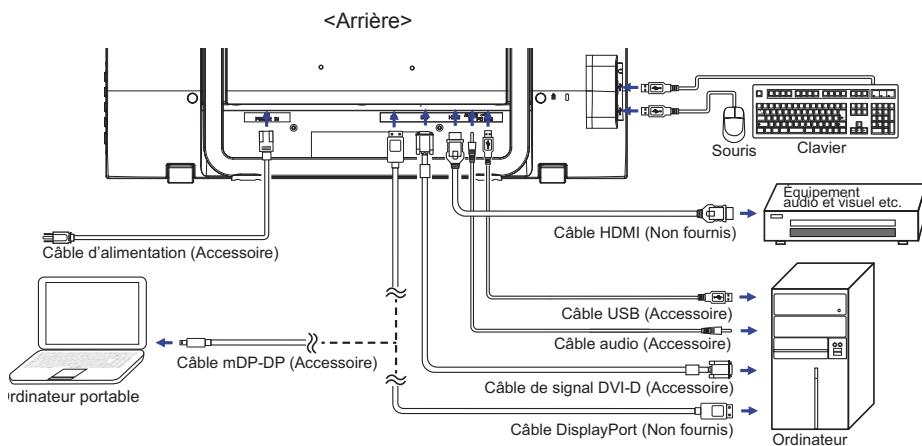 <Arrière>
Souris
Clavier
Équipement
audio et visuel etc.
Câble HDMI (Non fournis)
Câble d'alimentation (Accessoire)
Câble USB (Accessoire)
Câble audio (Accessoire)
Câble mDP-DP (Accessoire)
Câble de signal DVI-D (Accessoire)
rdinateur portable
Câble DisplayPort (Non fournis)
Ordinateur